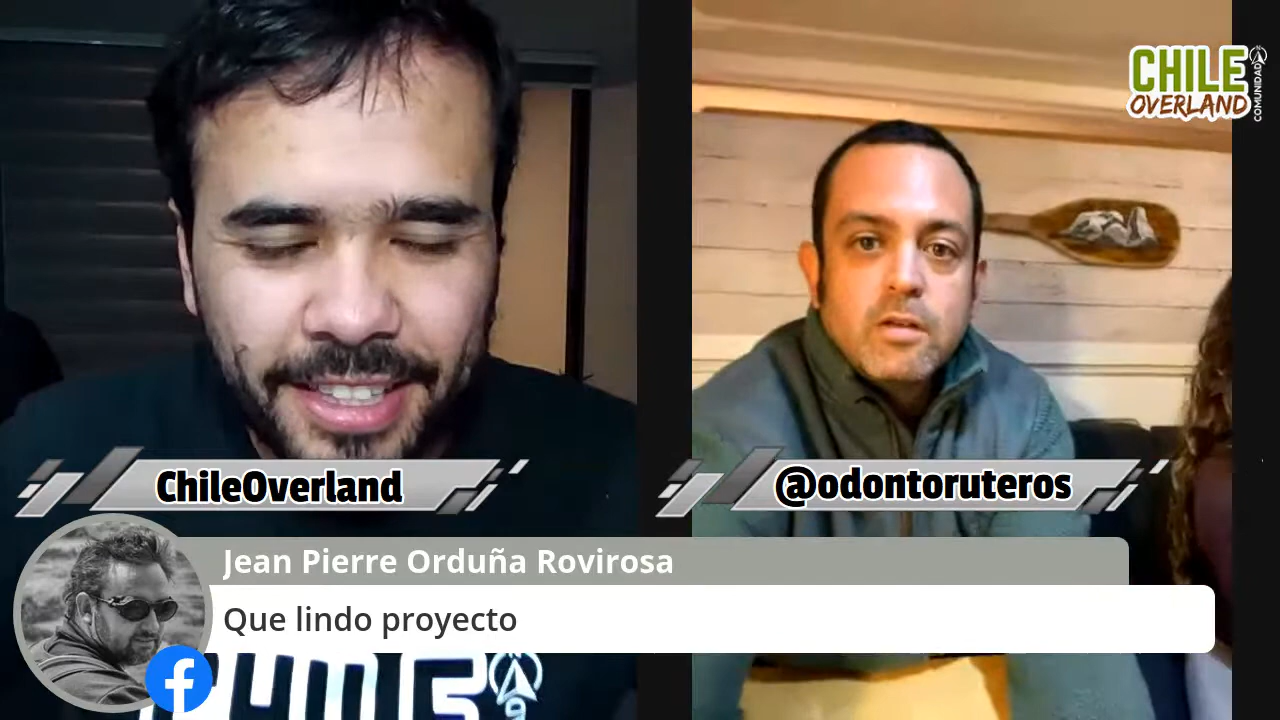 CHILE
OVERLAND
COMUNIDAD
ChileOverland
@odontoruteros
Jean Pierre Orduña Rovirosa
Que lindo proyecto